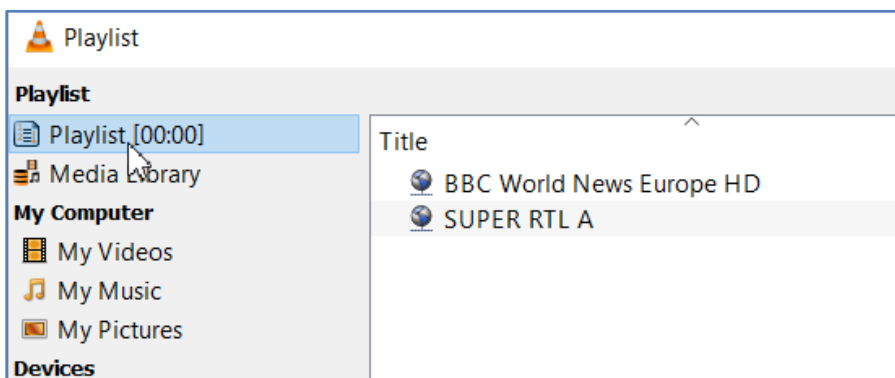 Playlist
Playlist
Playlist [00:00]
Media Library
My Computer
My Videos
My Music
My Pictures
Devices
Title
BBC World News Europe HD
SUPER RTL A